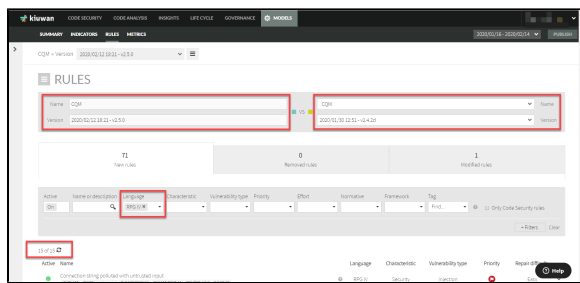 kiuwan CODE SECURITY CODE ANALYSIS INSIGHTS LIFE CYCLE GOVERNANCE MODELS
SUMMARY INDICATORS RULES METRICS 2020/01/16 - 2020/02/14 PUBLISH
CQM > Version 2020/02/12 18:21 - v2.5.0
RULES
Name CQM VS CQM Name
Version 2020/02/12 18:21 - v2.5.0 2020/01/30 12:51 - v2.4.2cl Version
71 0 1
New rules Removed rules Modified rules
Active Name or description Language Characteristic Vulnerability type Priority Effort Normative Framework Tag
On RPG IV Find... Only Code Security rules
+ Filters Clear
15 of 15
Active Name Language Characteristic Vulnerability type Priority Repair
Connection string polluted with untrusted input RPG IV Security Injection Easy
Help